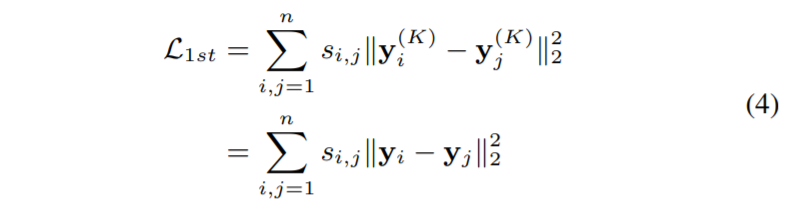 $\mathcal{L}_{1st} = \sum_{i,j=1}^{n} s_{i,j} \| \mathbf{y}_i^{(K)} - \mathbf{y}_j^{(K)} \|_2^2$
$= \sum_{i,j=1}^{n} s_{i,j} \| \mathbf{y}_i - \mathbf{y}_j \|_2^2$
(4)